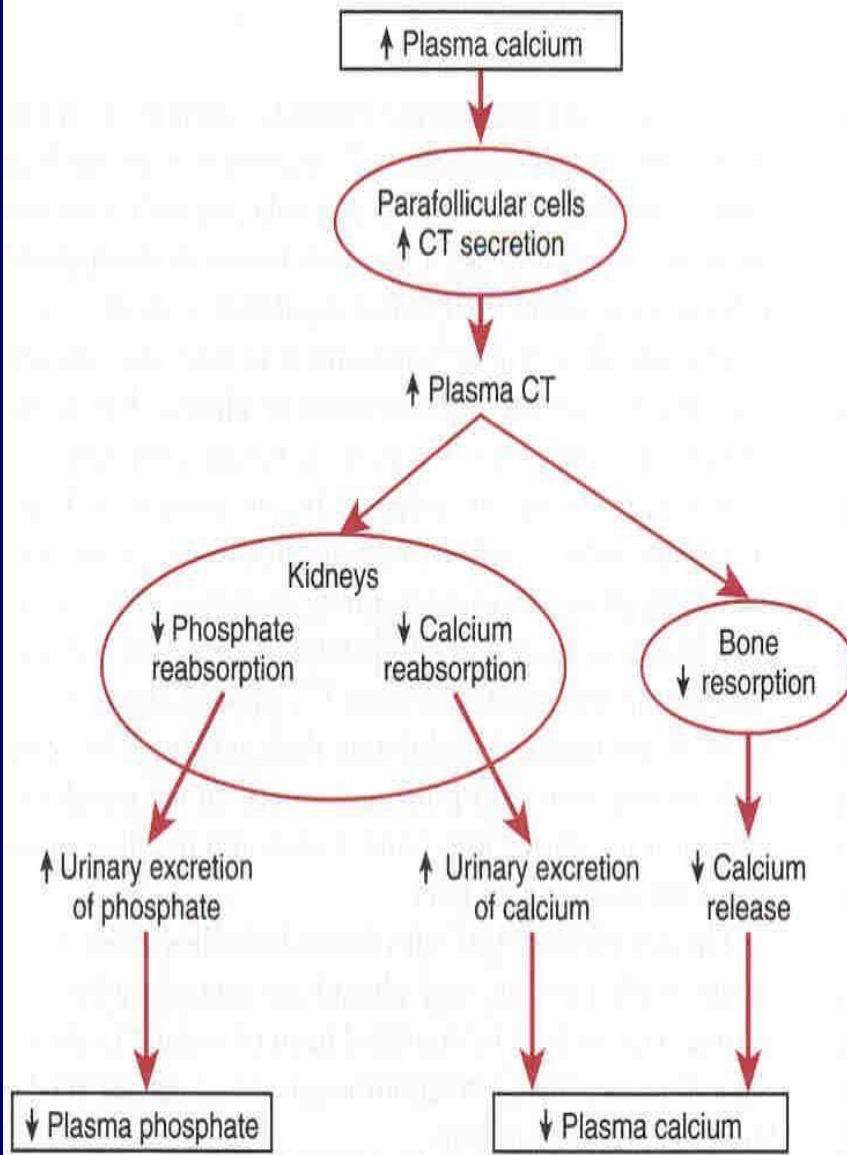 ↑ Plasma calcium
Parafollicular cells
↑ CT secretion
↑ Plasma CT
Kidneys
↓ Phosphate
reabsorption
↓ Calcium
reabsorption
Bone
↓ resorption
↑ Urinary excretion
of phosphate
↑ Urinary excretion
of calcium
↓ Calcium
release
↓ Plasma phosphate
↓ Plasma calcium